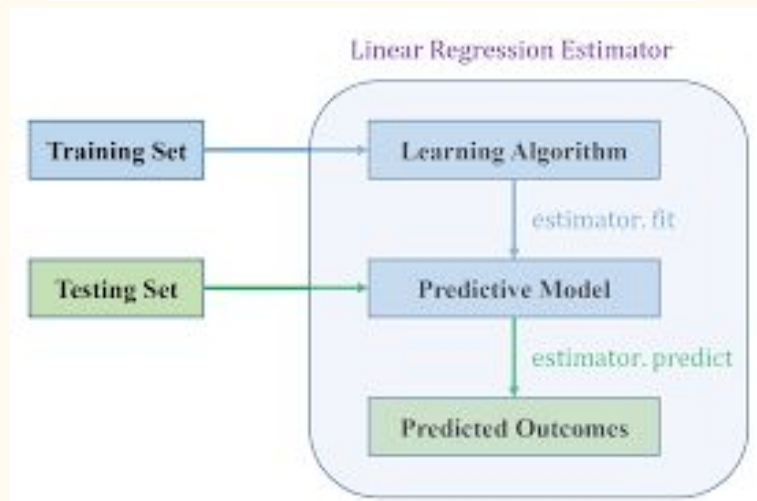 Linear Regression Estimator
Training Set
Learning Algorithm
estimator. fit
Testing Set
Predictive Model
estimator. predict
Predicted Outcomes